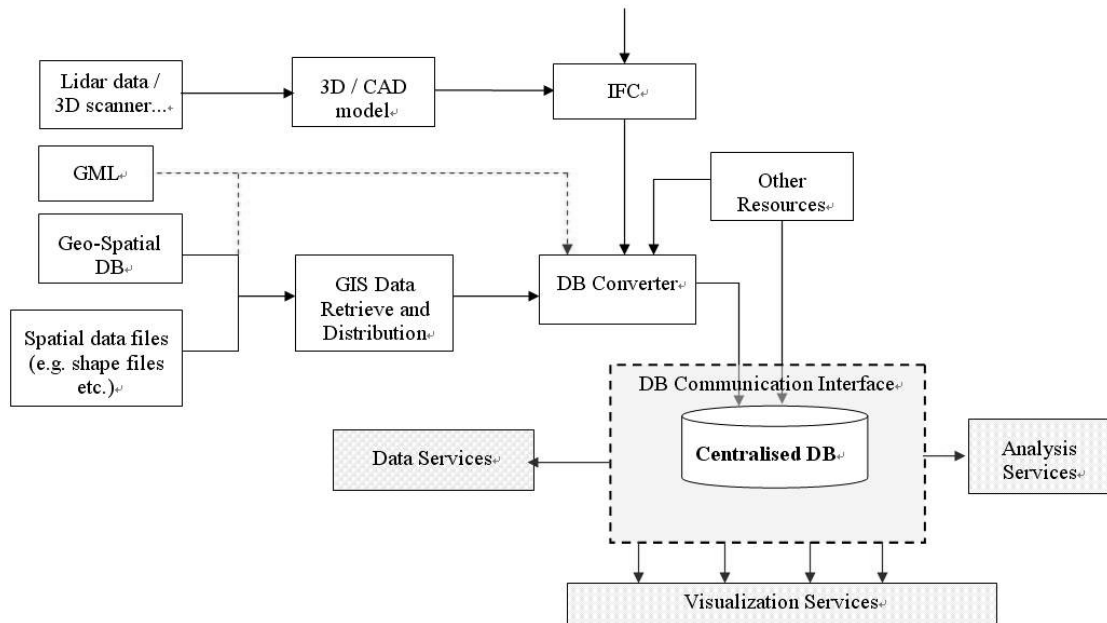 Lidar data /
3D scanner...
3D / CAD
model
IFC
GML
Other
Resources
Geo-Spatial
DB
GIS Data
Retrieve and
Distribution
DB Converter
Spatial data files
(e.g. shape files
etc.)
DB Communication Interface
Centralised DB
Data Services
Analysis
Services
Visualization Services